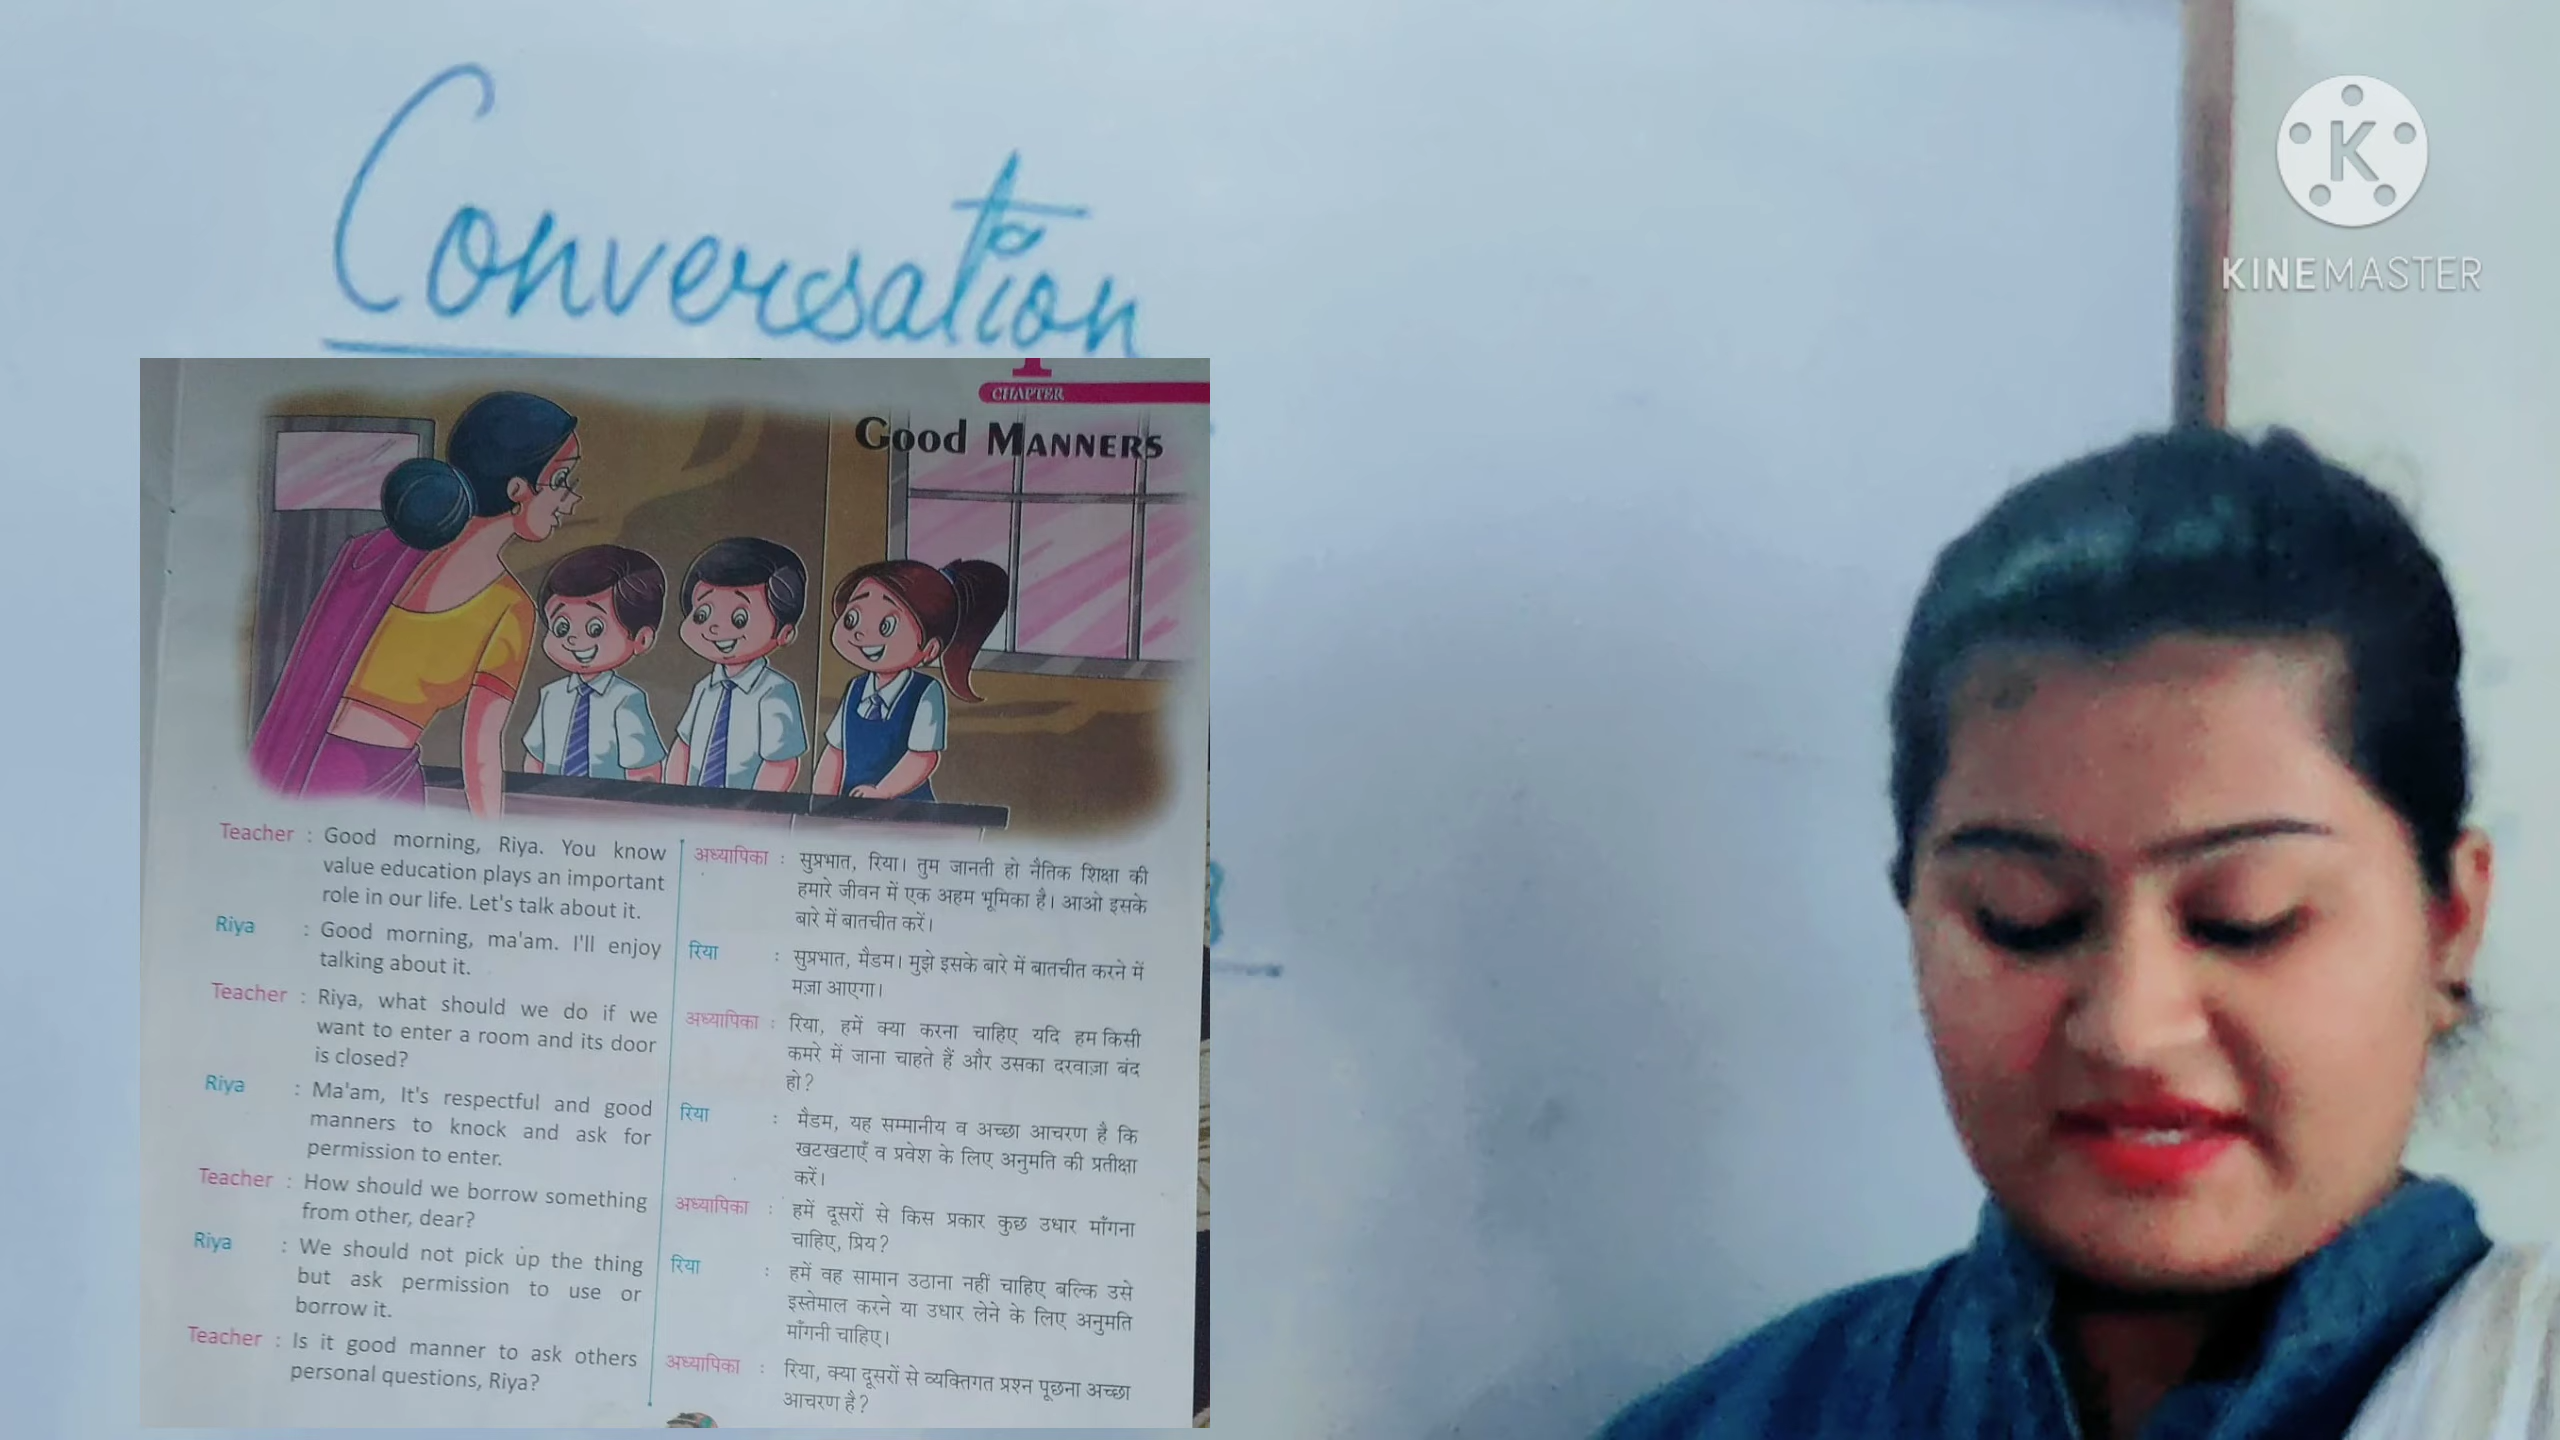 Conversation
KINEMASTER
CHAPTER
GOOD MANNERS
Teacher : Good morning, Riya. You know
value education plays an important
role in our life. Let's talk about it.
Riya : Good morning, ma'am. I'll enjoy
talking about it.
Teacher : Riya, what should we do if we
want to enter a room and its door
is closed?
Riya : Ma'am, It's respectful and good
manners to knock and ask for
permission to enter.
Teacher : How should we borrow something
from other, dear?
Riya : We should not pick up the thing
but ask permission to use or
borrow it.
Teacher : Is it good manner to ask others
personal questions, Riya?
अध्यापिका : सुप्रभात, रिया। तुम जानती हो नैतिक शिक्षा की
हमारे जीवन में एक अहम भूमिका है। आओ इसके
बारे में बातचीत करें।
रिया : सुप्रभात, मैडम। मुझे इसके बारे में बातचीत करने में
मज़ा आएगा।
अध्यापिका : रिया, हमें क्या करना चाहिए यदि हम किसी
कमरे में जाना चाहते हैं और उसका दरवाज़ा बंद
हो?
रिया : मैडम, यह सम्मानीय व अच्छा आचरण है कि
खटखटाएँ व प्रवेश के लिए अनुमति की प्रतीक्षा
करें।
अध्यापिका : हमें दूसरों से किस प्रकार कुछ उधार माँगना
चाहिए, प्रिय?
रिया : हमें वह सामान उठाना नहीं चाहिए बल्कि उसे
इस्तेमाल करने या उधार लेने के लिए अनुमति
माँगनी चाहिए।
अध्यापिका : रिया, क्या दूसरों से व्यक्तिगत प्रश्न पूछना अच्छा
आचरण है?